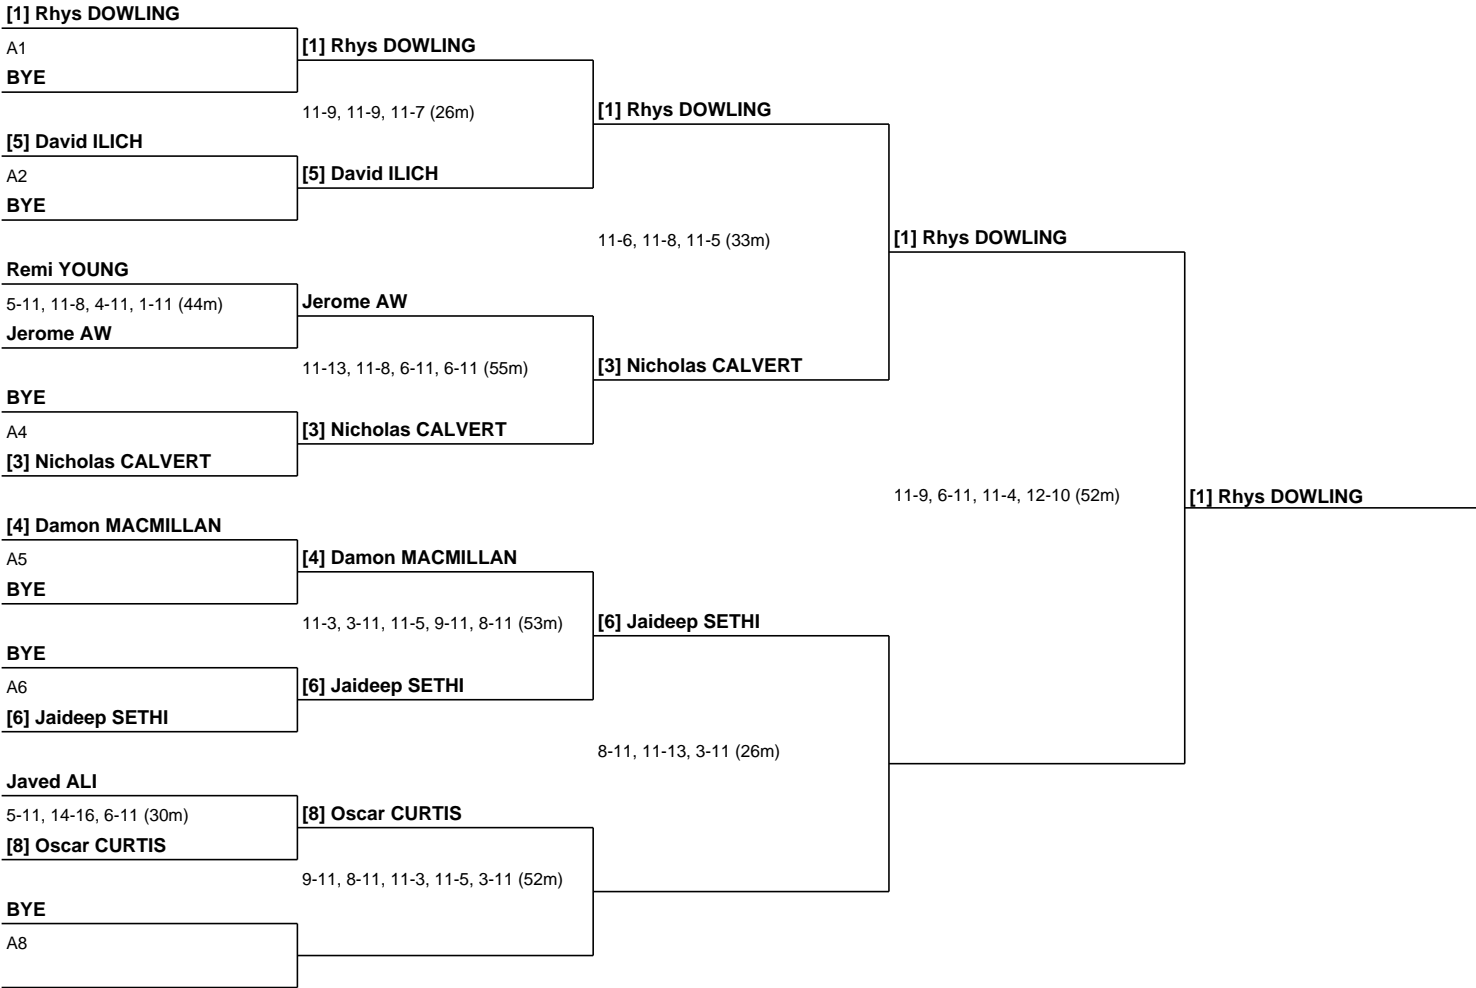 [1] Rhys DOWLING
A1
BYE
[5] David ILICH
A2
BYE
Remi YOUNG
5-11, 11-8, 4-11, 1-11 (44m)
Jerome AW
BYE
A4
[3] Nicholas CALVERT
[4] Damon MACMILLAN
A5
BYE
BYE
A6
[6] Jaideep SETHI
Javed ALI
5-11, 14-16, 6-11 (30m)
[8] Oscar CURTIS
BYE
A8
[1] Rhys DOWLING
11-9, 11-9, 11-7 (26m)
[5] David ILICH
Jerome AW
11-13, 11-8, 6-11, 6-11 (55m)
[3] Nicholas CALVERT
[4] Damon MACMILLAN
11-3, 3-11, 11-5, 9-11, 8-11 (53m)
[6] Jaideep SETHI
[8] Oscar CURTIS
9-11, 8-11, 11-3, 11-5, 3-11 (52m)
[1] Rhys DOWLING
11-6, 11-8, 11-5 (33m)
[3] Nicholas CALVERT
[6] Jaideep SETHI
8-11, 11-13, 3-11 (26m)
[1] Rhys DOWLING
11-9, 6-11, 11-4, 12-10 (52m)
[1] Rhys DOWLING